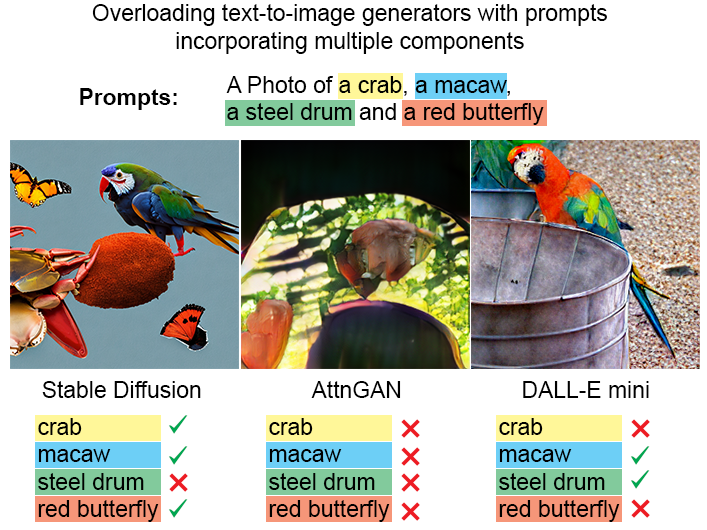 Overloading text-to-image generators with prompts
incorporating multiple components
Prompts:
A Photo of a crab, a macaw,
a steel drum and a red butterfly
Stable Diffusion
crab ✓
macaw ✓
steel drum ✗
red butterfly ✓
AttnGAN
crab ✗
macaw ✗
steel drum ✗
red butterfly ✗
DALL-E mini
crab ✗
macaw ✓
steel drum ✓
red butterfly ✗